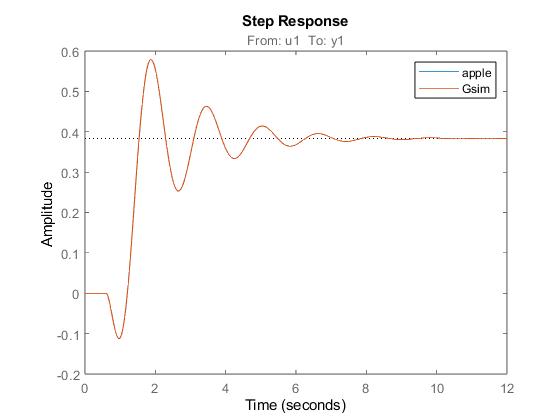 Step Response
From: u1 To: y1
apple
Gsim
0.6
0.5
0.4
0.3
0.2
0.1
0
-0.1
-0.2
Amplitude
0 2 4 6 8 10 12
Time (seconds)